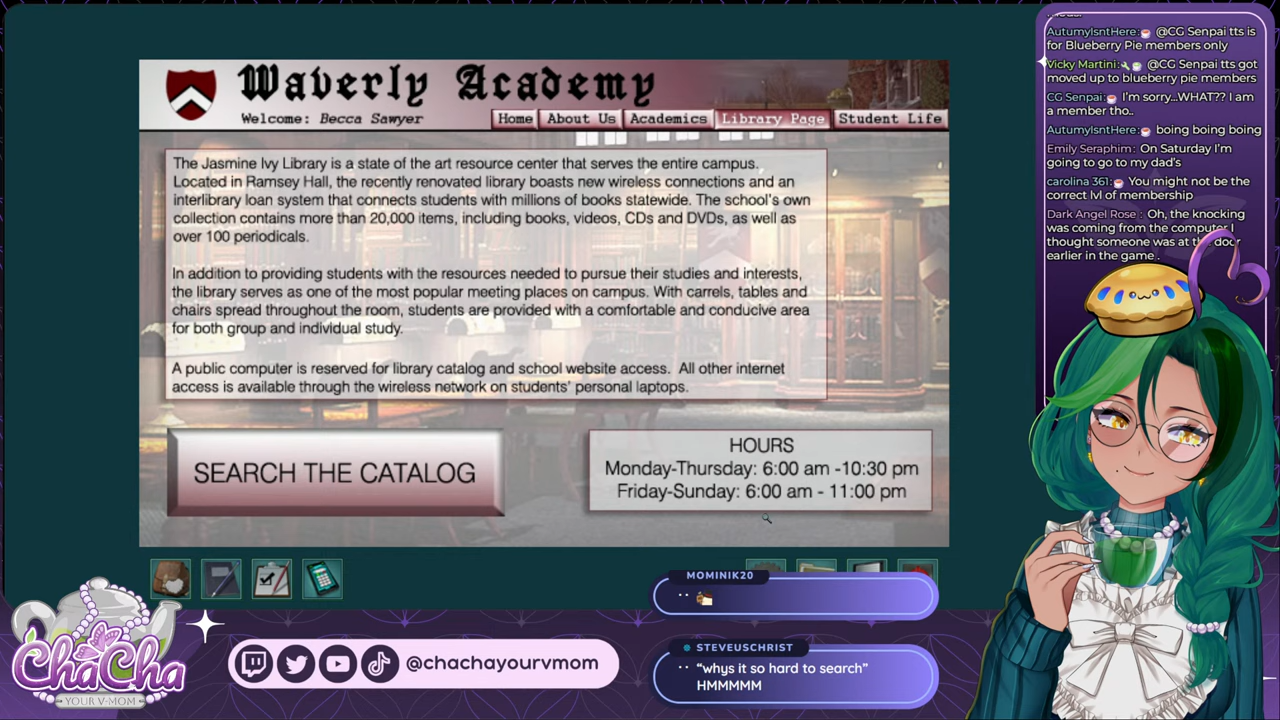 Waverly Academy
Welcome: Becca Sawyer
Home
About Us
Academics
Library Page
Student Life
The Jasmine Ivy Library is a state of the art resource center that serves the entire campus.
Located in Ramsey Hall, the recently renovated library boasts new wireless connections and an
interlibrary loan system that connects students with millions of books statewide. The school's own
collection contains more than 20,000 items, including books, videos, CDs and DVDs, as well as
over 100 periodicals.
In addition to providing students with the resources needed to pursue their studies and interests,
the library serves as one of the most popular meeting places on campus. With carrels, tables and
chairs spread throughout the room, students are provided with a comfortable and conducive area
for both group and individual study.
A public computer is reserved for library catalog and school website access. All other internet
access is available through the wireless network on students' personal laptops.
SEARCH THE CATALOG
HOURS
Monday-Thursday: 6:00 am -10:30 pm
Friday-Sunday: 6:00 am - 11:00 pm
AutumyIsntHere: @CG Senpai tts is
for Blueberry Pie members only
Vicky Martini: @CG Senpai tts got
moved up to blueberry pie members
CG Senpai: I'm sorry...WHAT?? I am
a member tho..
AutumyIsntHere: boing boing boing
Emily Seraphim: On Saturday I'm
going to go to my dad's
carolina 361: You might not be the
correct lvl of membership
Dark Angel Rose : Oh, the knocking
was coming from the computer I
thought someone was at the door
earlier in the game .
MOMINIK20
STEVEUSCHRIST
"whys it so hard to search"
HMMMMM
ChaCha
YOUR V-MOM
@chachayourvmom